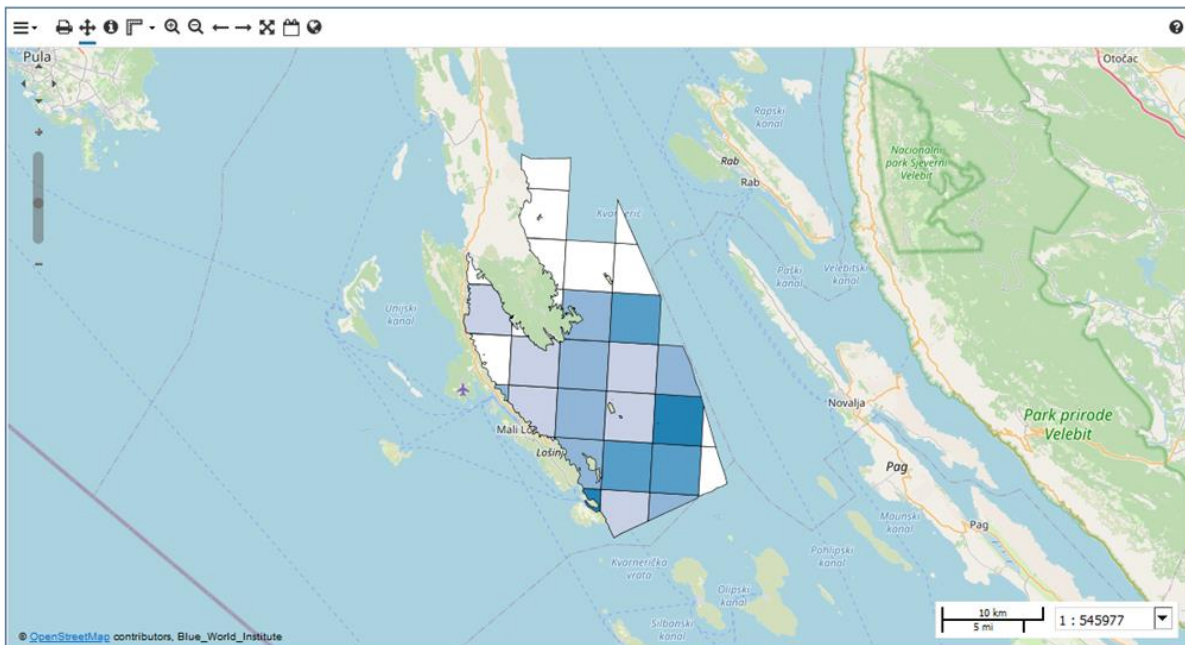 Pula
Otočac
Rapski
kanal
Rab
Rab
Nacionalni
park Sjeverni
Velebit
Kvarnerić
Paški
kanal
Velebitski
kanal
Unijski
kanal
Novalja
Park prirode
Velebit
Mali Loš
Lošinj
Pag
Maunski
kanal
Pag
Kvarnerička
vrata
Pohlipski
kanal
Olipski
kanal
Silbanski
kanal
10 km
5 mi
1 : 545977
© OpenStreetMap contributors, Blue_World_Institute